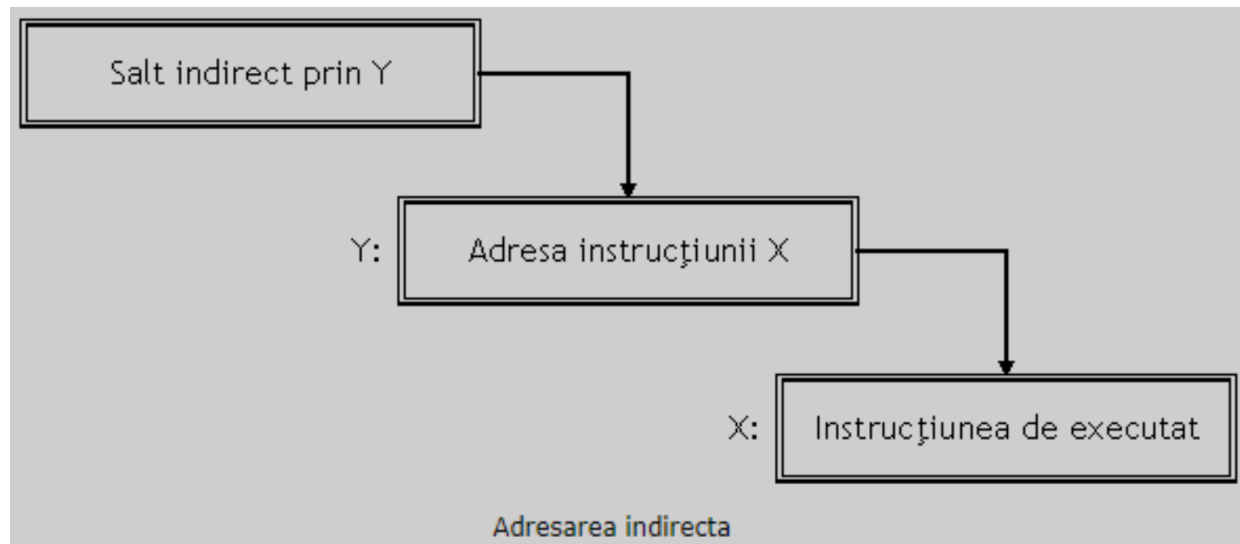 Salt indirect prin Y
Y: Adresa instrucţiunii X
X: Instrucţiunea de executat
Adresarea indirecta